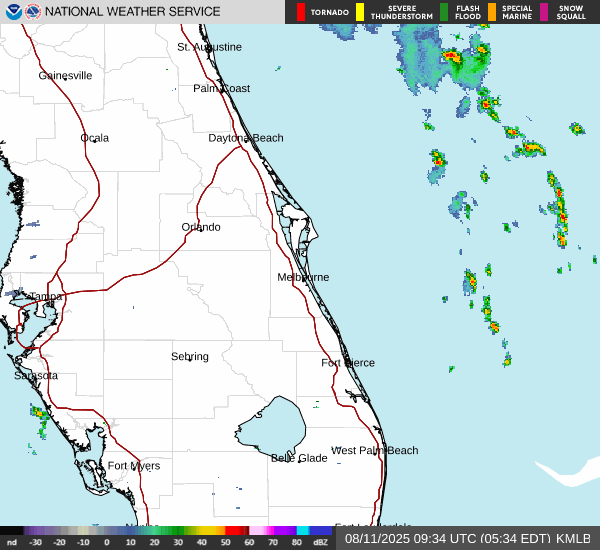 NATIONAL WEATHER SERVICE
TORNADO
SEVERE THUNDERSTORM
FLASH FLOOD
SPECIAL MARINE
SNOW SQUALL
St. Augustine
Gainesville
Palm Coast
Ocala
Daytona Beach
Orlando
Melbourne
Tampa
Sebring
Fort Pierce
Sarasota
West Palm Beach
Belle Glade
Fort Myers
Fort Lauderdale
nd -30 -20 -10 0 10 20 30 40 50 60 70 80 dBZ
08/11/2025 09:34 UTC (05:34 EDT) KMLB